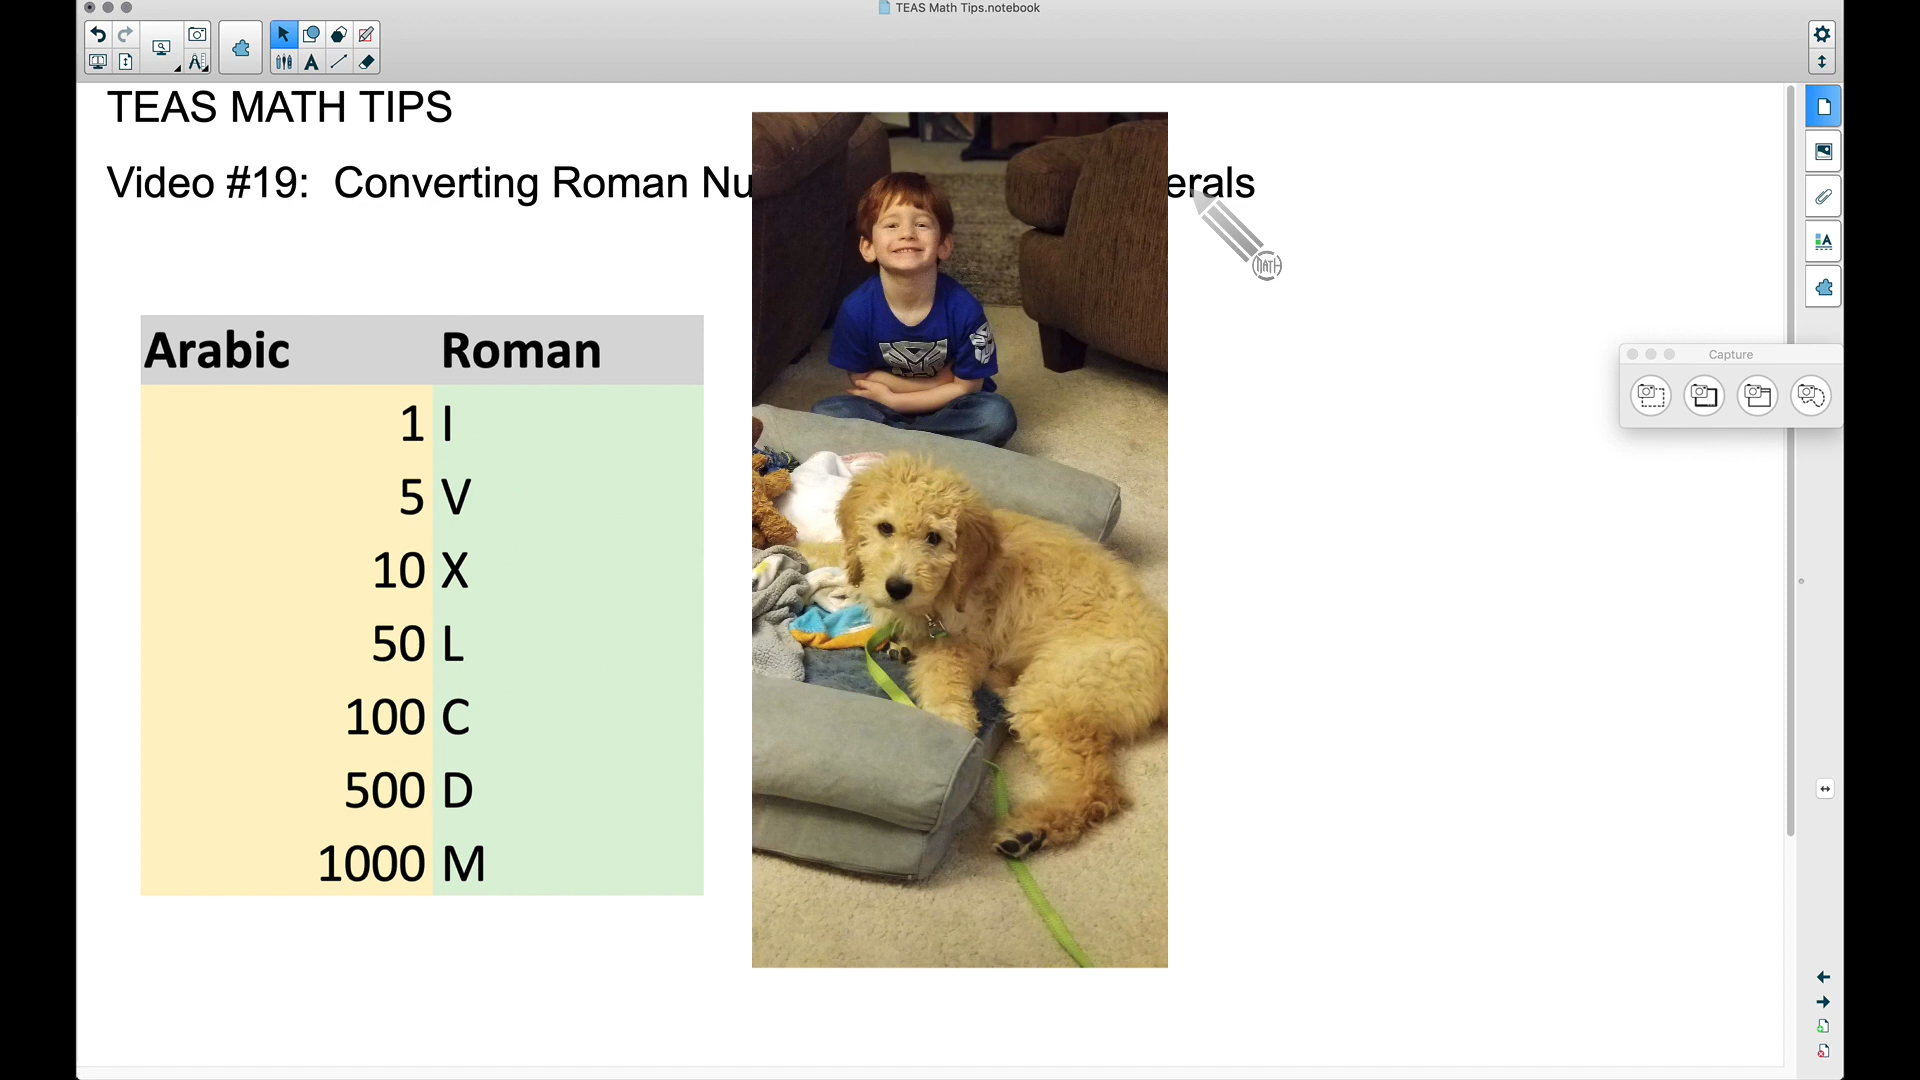 TEAS Math Tips.notebook
TEAS MATH TIPS
Video #19: Converting Roman Nu erals
MATH
Arabic Roman
1 I
5 V
10 X
50 L
100 C
500 D
1000 M
Capture